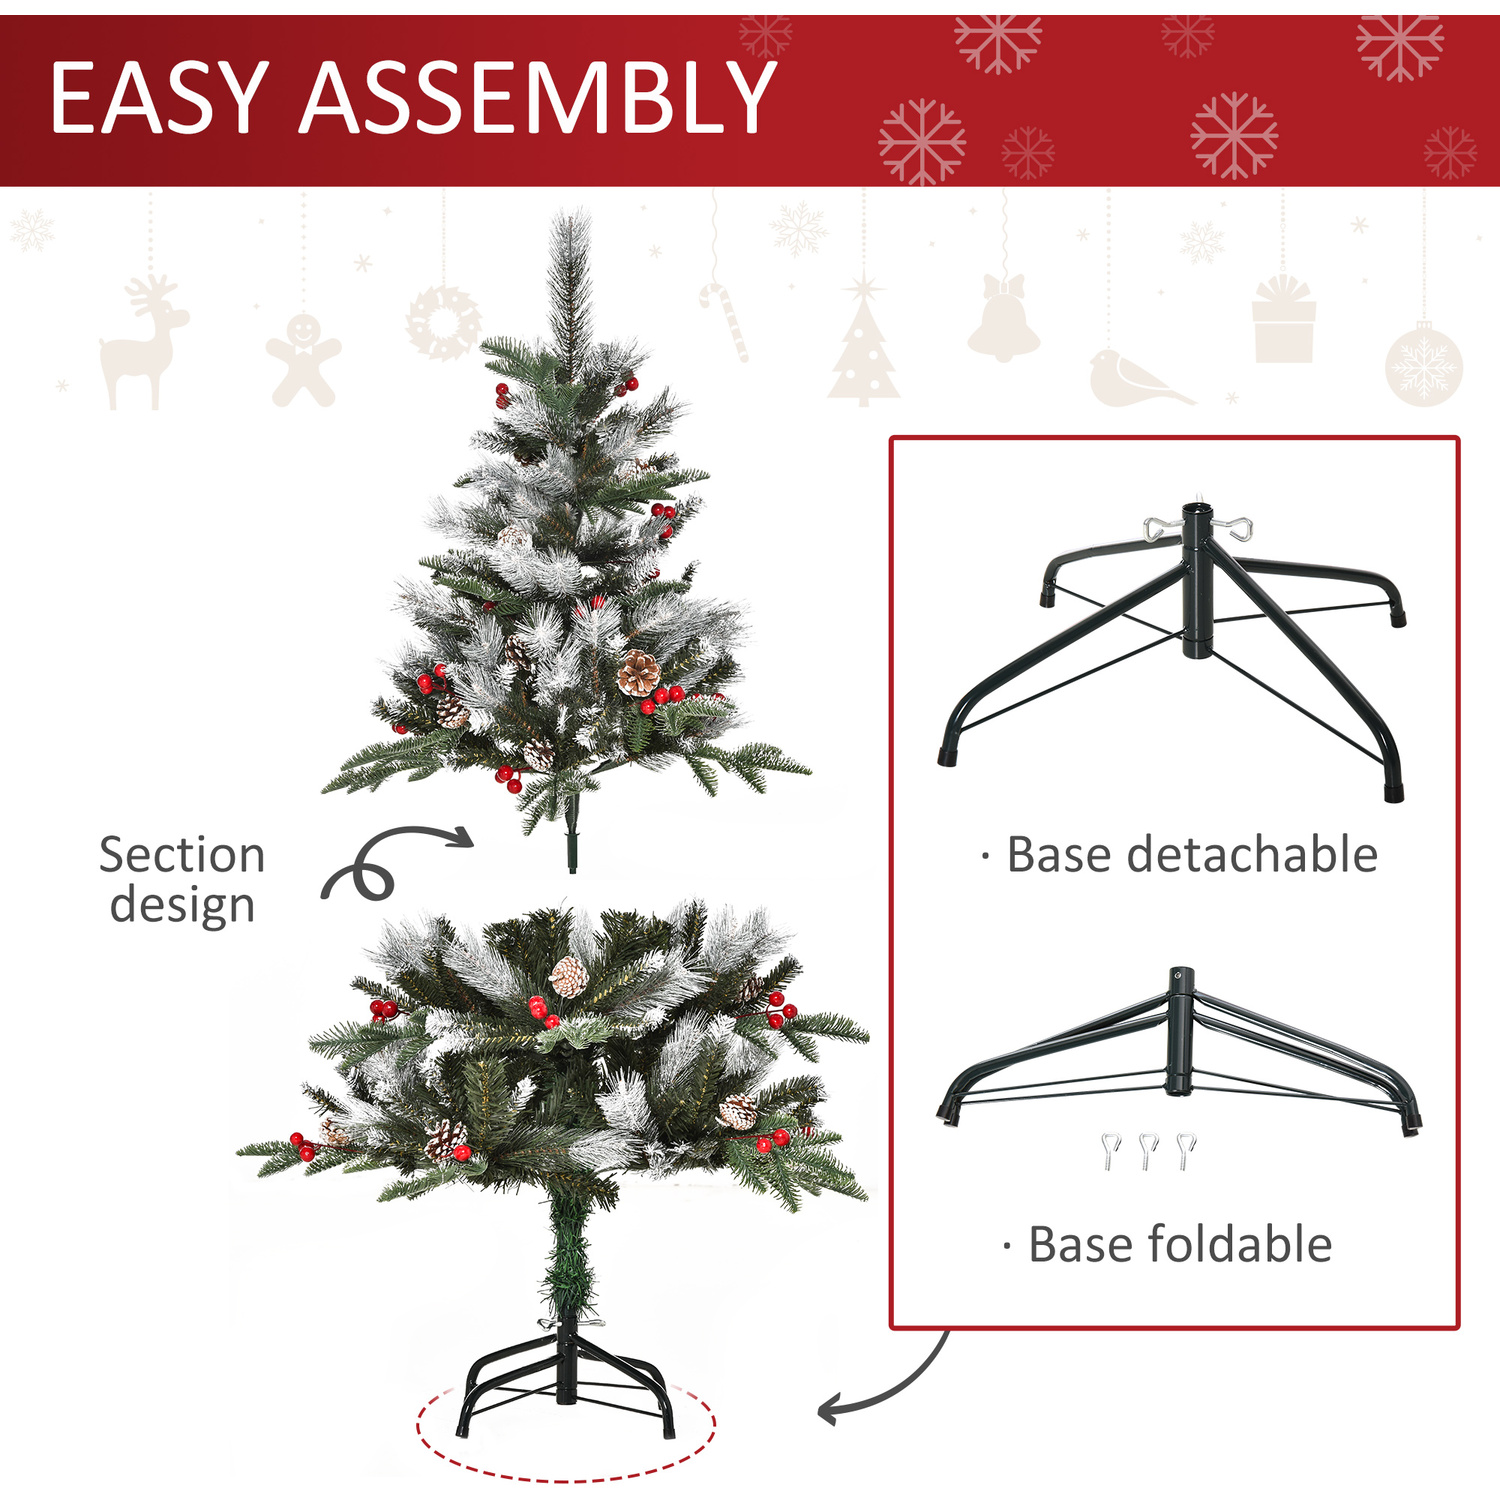 EASY ASSEMBLY
Section
design
· Base detachable
· Base foldable